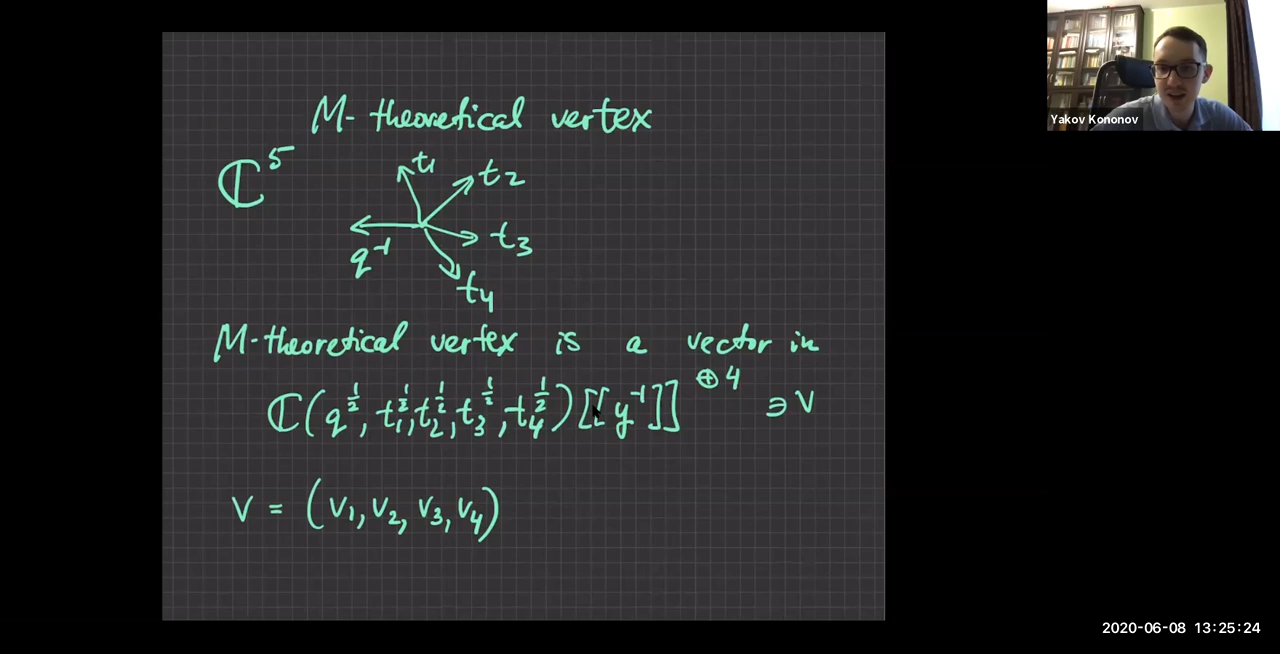 M-theoretical vertex
ℂ⁵
t₁
t₂
q⁻¹
t₃
t₄
M-theoretical vertex is a vector in
ℂ(q^{1/2}, t₁^{1/2}, t₂^{1/2}, t₃^{1/2}, t₄^{1/2})[[y⁻¹]]^{⊕4} ∋ V
V = (V₁, V₂, V₃, V₄)
Yakov Kononov
2020-06-08 13:25:24